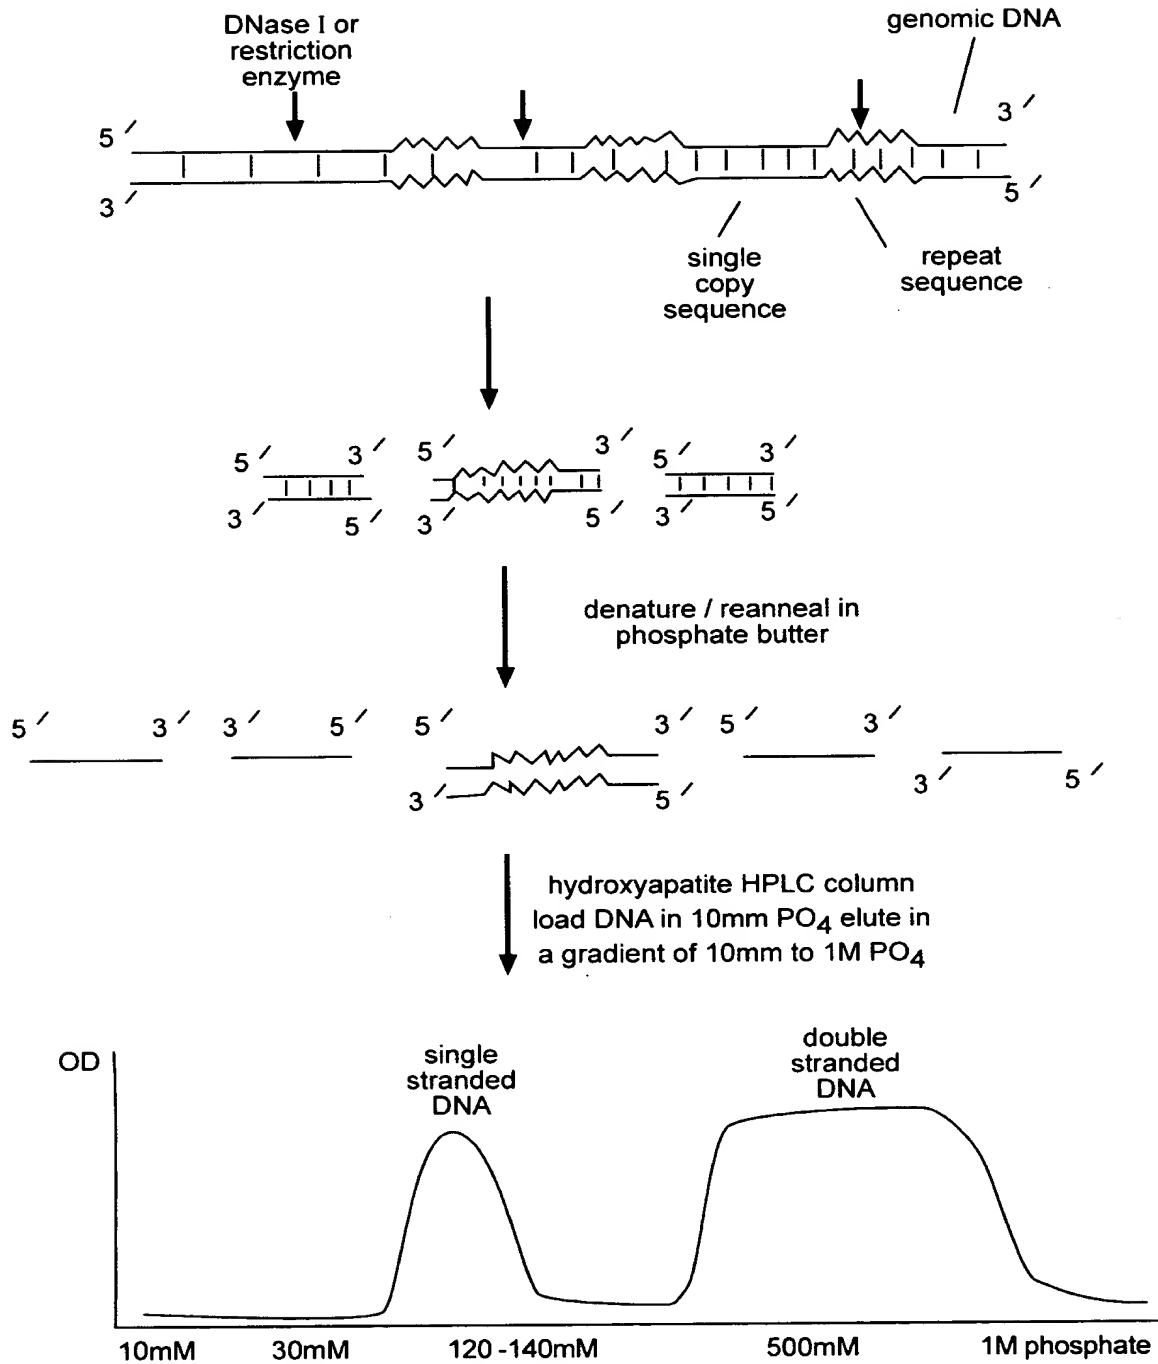 DNase I or
restriction
enzyme
genomic DNA
5 ′
3 ′
3 ′
5 ′
single
copy
sequence
repeat
sequence
5 ′
3 ′
5 ′
3 ′
5 ′
3 ′
3 ′
5 ′
3 ′
5 ′
3 ′
5 ′
denature / reanneal in
phosphate butter
5 ′
3 ′
3 ′
5 ′
5 ′
3 ′
5 ′
3 ′
3 ′
5 ′
3 ′
5 ′
hydroxyapatite HPLC column
load DNA in 10mm PO4 elute in
a gradient of 10mm to 1M PO4
OD
single
stranded
DNA
double
stranded
DNA
10mM 30mM 120 -140mM 500mM 1M phosphate